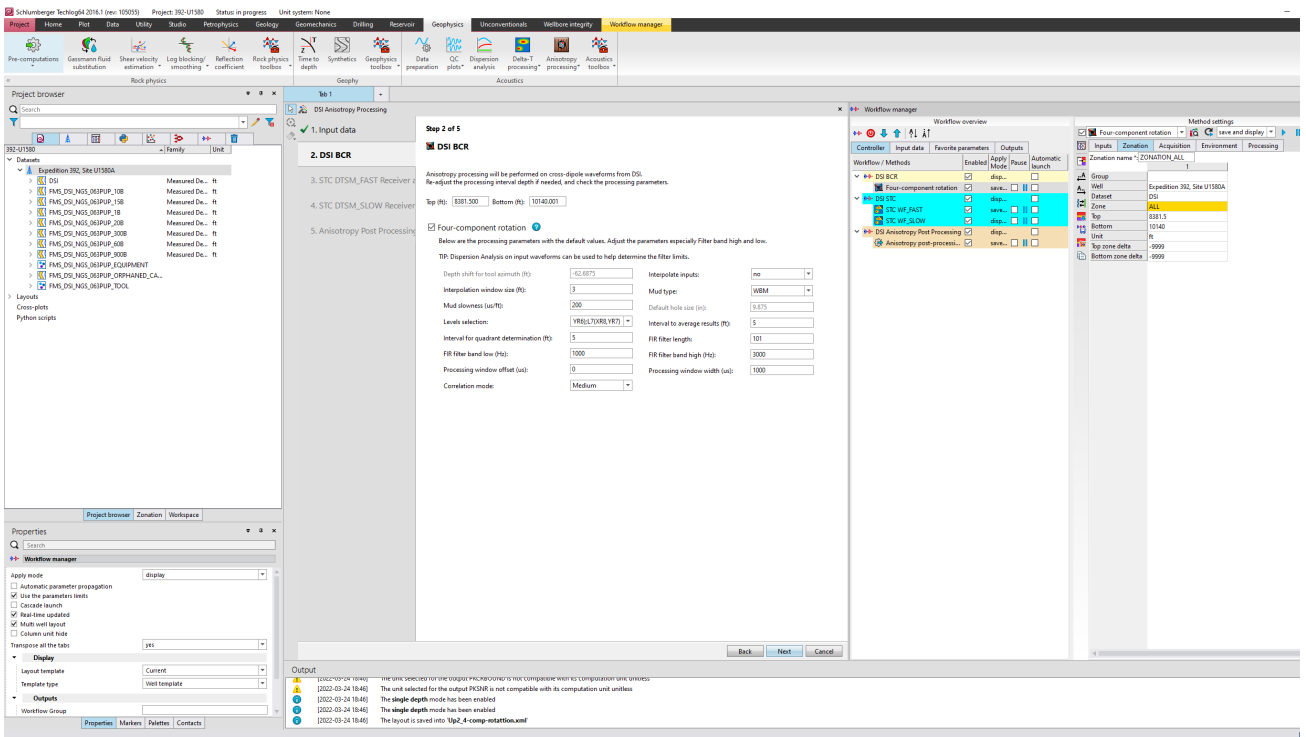 Schlumberger Techlog64 2016.1 (rev: 105055) Project: 392-U1580 Status: in progress Unit system: None
Project Home Plot Data Utility Studio Petrophysics Geology Geomechanics Drilling Reservoir Geophysics Unconventionals Wellbore integrity Workflow manager
Pre-computations Gassmann fluid substitution Shear velocity estimation Log blocking/ smoothing Reflection coefficient Rock physics toolbox Time to depth Synthetics Geophysics toolbox Data preparation QC plots Dispersion analysis Delta-T processing Anisotropy processing Acoustics toolbox
Rock physics Geophy Acoustics
Project browser
Search
392-U1580 Family Unit
Datasets
Expedition 392, Site U1580A
DSI Measured De... ft
FMS_DSI_NGS_063PUP_10B Measured De... ft
FMS_DSI_NGS_063PUP_15B Measured De... ft
FMS_DSI_NGS_063PUP_1B Measured De... ft
FMS_DSI_NGS_063PUP_20B Measured De... ft
FMS_DSI_NGS_063PUP_300B Measured De... ft
FMS_DSI_NGS_063PUP_60B Measured De... ft
FMS_DSI_NGS_063PUP_900B Measured De... ft
FMS_DSI_NGS_063PUP_EQUIPMENT
FMS_DSI_NGS_063PUP_ORPHANED_CA...
FMS_DSI_NGS_063PUP_TOOL
Layouts
Cross-plots
Python scripts
Project browser Zonation Workspace
Properties
Search
Workflow manager
Apply mode display
Automatic parameter propagation
Use the parameters limits
Cascade launch
Real-time updated
Multi well layout
Column unit hide
Transpose all the tabs yes
Display
Layout template Current
Template type Well template
Outputs
Workflow Group
Properties Markers Palettes Contacts
Tab 1 +
DSI Anisotropy Processing
1. Input data
2. DSI BCR
3. STC DTSM_FAST Receiver a
4. STC DTSM_SLOW Receiver
5. Anisotropy Post Processing
Step 2 of 5
DSI BCR
Anisotropy processing will be performed on cross-dipole waveforms from DSI.
Re-adjust the processing interval depth if needed, and check the processing parameters.
Top (ft): 8381.500 Bottom (ft): 10140.001
Four-component rotation ?
Below are the processing parameters with the default values. Adjust the parameters especially Filter band high and low.
TIP: Dispersion Analysis on input waveforms can be used to help determine the filter limits.
Depth shift for tool azimuth (ft): -62.6875 Interpolate inputs: no
Interpolation window size (ft): 3 Mud type: WBM
Mud slowness (us/ft): 200 Default hole size (in): 9.875
Levels selection: YR6);L7(XR8,YR7) Interval to average results (ft): 5
Interval for quadrant determination (ft): 5 FIR filter length: 101
FIR filter band low (Hz): 1000 FIR filter band high (Hz): 3000
Processing window offset (us): 0 Processing window width (us): 1000
Correlation mode: Medium
Back Next Cancel
Output
[2022-03-24 18:46] The unit selected for the output PKSNR is not compatible with its computation unit unitless
[2022-03-24 18:46] The single depth mode has been enabled
[2022-03-24 18:46] The single depth mode has been enabled
[2022-03-24 18:46] The layout is saved into 'Up2_4-comp-rotattion.xml'
Workflow manager
Workflow overview
Controller Input data Favorite parameters Outputs
Workflow / Methods Enabled Apply Mode Pause Automatic launch
DSI BCR disp...
Four-component rotation save...
DSI STC disp...
STC WF_FAST save...
STC WF_SLOW save...
DSI Anisotropy Post Processing disp...
Anisotropy post-processi... save...
Method settings
Four-component rotation save and display
Inputs Zonation Acquisition Environment Processing
Zonation name *: ZONATION_ALL
1
Group
Well Expedition 392, Site U1580A
Dataset DSI
Zone ALL
Top 8381.5
Bottom 10140
Unit ft
Top zone delta -9999
Bottom zone delta -9999